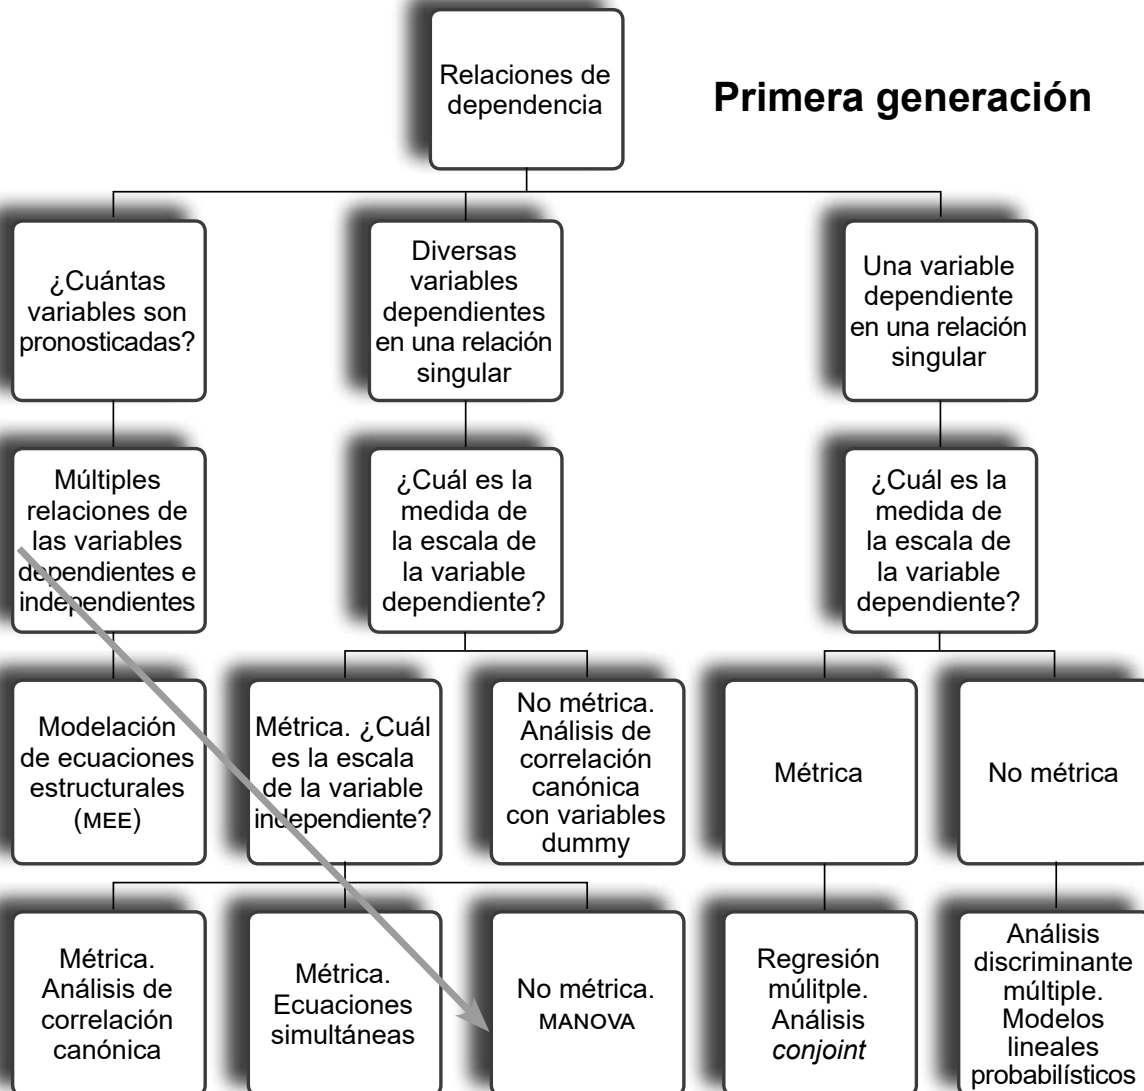 Relaciones de
dependencia
Primera generación
¿Cuántas
variables son
pronosticadas?
Diversas
variables
dependientes
en una relación
singular
Una variable
dependiente
en una relación
singular
Múltiples
relaciones de
las variables
dependientes e
independientes
¿Cuál es la
medida de
la escala de
la variable
dependiente?
¿Cuál es la
medida de
la escala de
la variable
dependiente?
Modelación
de ecuaciones
estructurales
(MEE)
Métrica. ¿Cuál
es la escala
de la variable
independiente?
No métrica.
Análisis de
correlación
canónica
con variables
dummy
Métrica
No métrica
Métrica.
Análisis de
correlación
canónica
Métrica.
Ecuaciones
simultáneas
No métrica.
MANOVA
Regresión
múlitple.
Análisis
conjoint
Análisis
discriminante
múltiple.
Modelos
lineales
probabilísticos